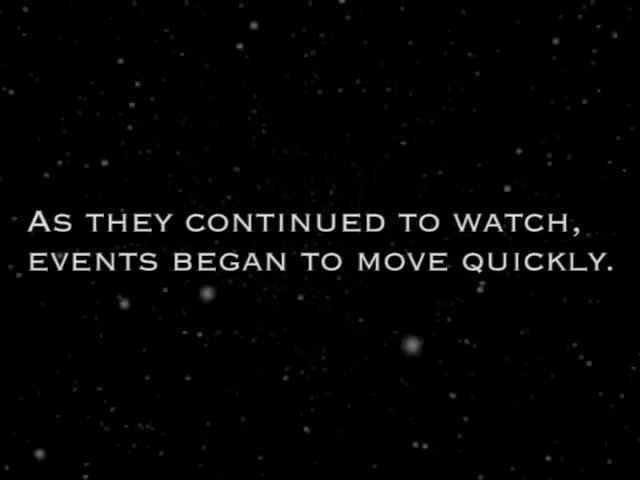 As they continued to watch,
events began to move quickly.